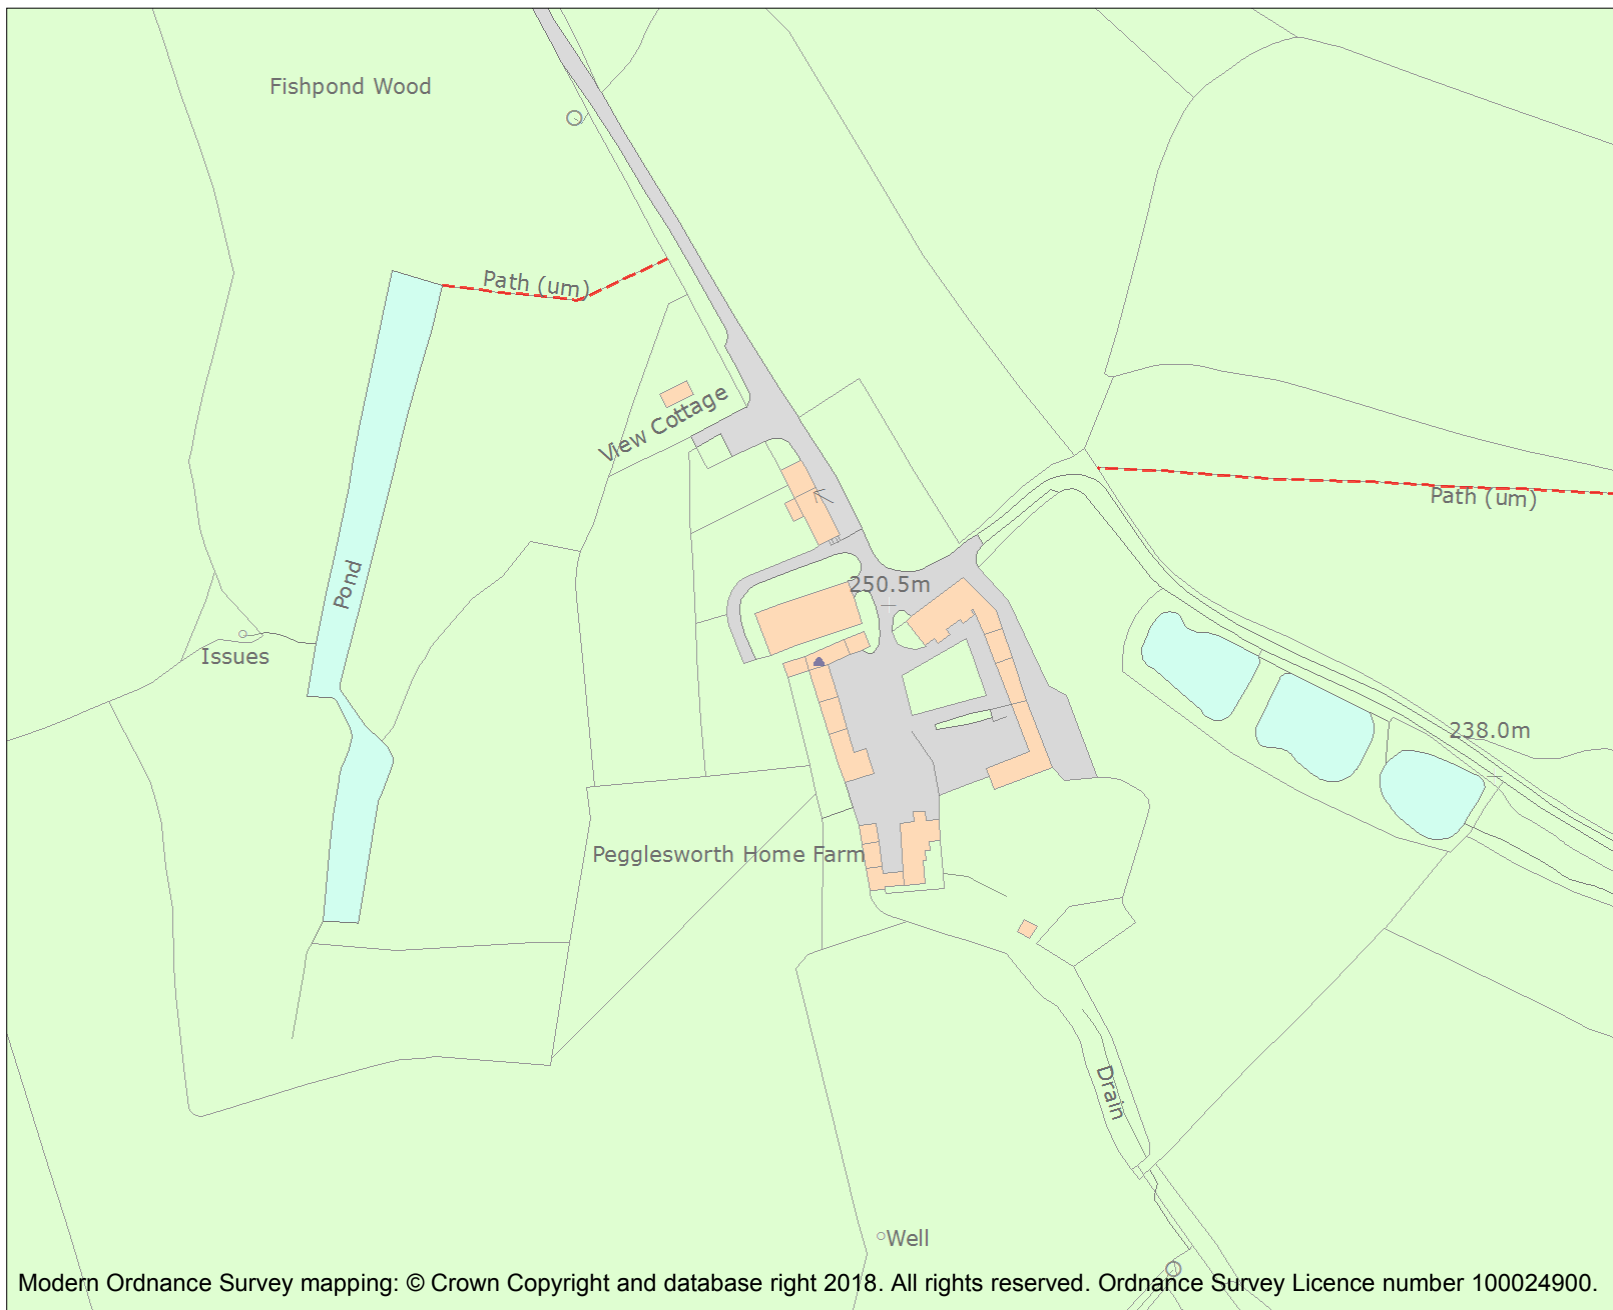 Fishpond Wood
Path (um)
View Cottage
Path (um)
Pond
250.5m
Issues
238.0m
Pegglesworth Home Farm
Drain
Well
Modern Ordnance Survey mapping: © Crown Copyright and database right 2018. All rights reserved. Ordnance Survey Licence number 100024900.